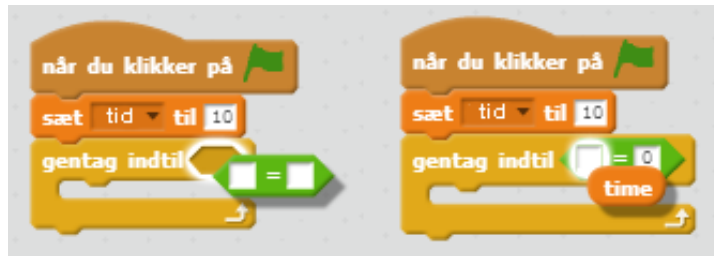 når du klikker på
sæt tid til 10
gentag indtil
=
når du klikker på
sæt tid til 10
gentag indtil = 0
time